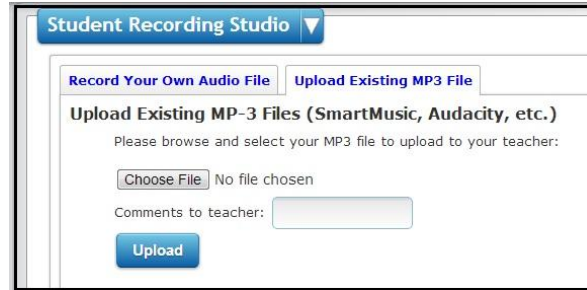 Student Recording Studio
Record Your Own Audio File
Upload Existing MP3 File
Upload Existing MP-3 Files (SmartMusic, Audacity, etc.)
Please browse and select your MP3 file to upload to your teacher:
Choose File No file chosen
Comments to teacher:
Upload